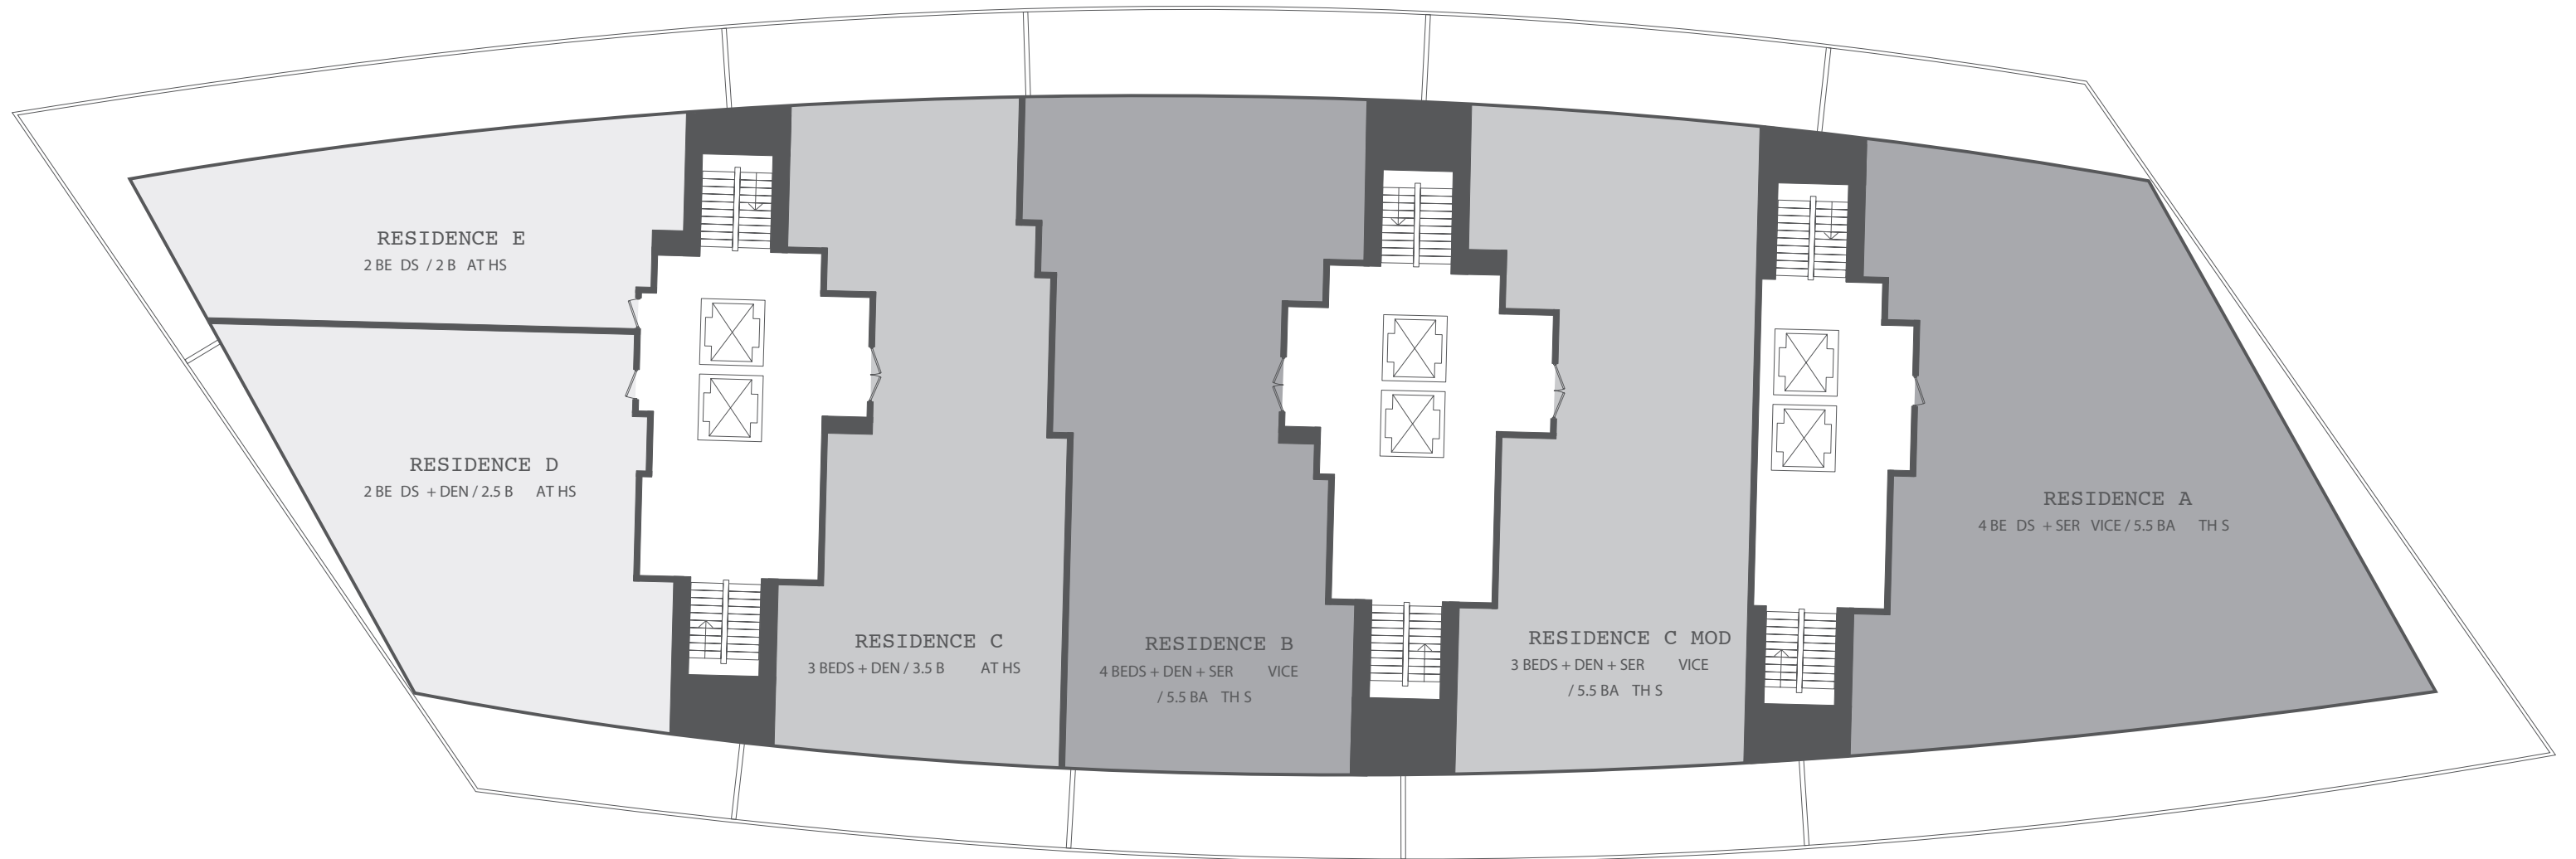 RESIDENCE E
2 BE DS / 2 B AT HS
RESIDENCE D
2 BE DS + DEN / 2.5 B AT HS
RESIDENCE C
3 BEDS + DEN / 3.5 B AT HS
RESIDENCE B
4 BEDS + DEN + SER VICE
/ 5.5 BA TH S
RESIDENCE C MOD
3 BEDS + DEN + SER VICE
/ 5.5 BA TH S
RESIDENCE A
4 BE DS + SER VICE / 5.5 BA TH S